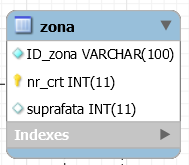 zona
ID_zona VARCHAR(100)
nr_crt INT(11)
suprafata INT(11)
Indexes